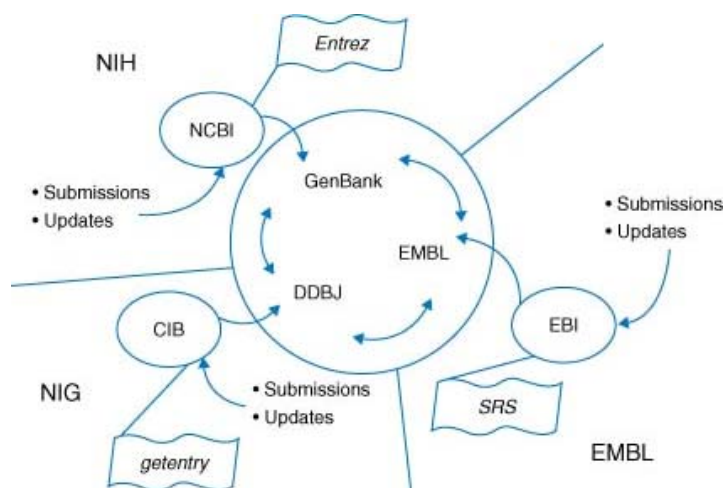 Entrez
NIH
NCBI
GenBank
• Submissions
• Updates
• Submissions
• Updates
EMBL
DDBJ
CIB
EBI
• Submissions
• Updates
NIG
SRS
getentry
EMBL